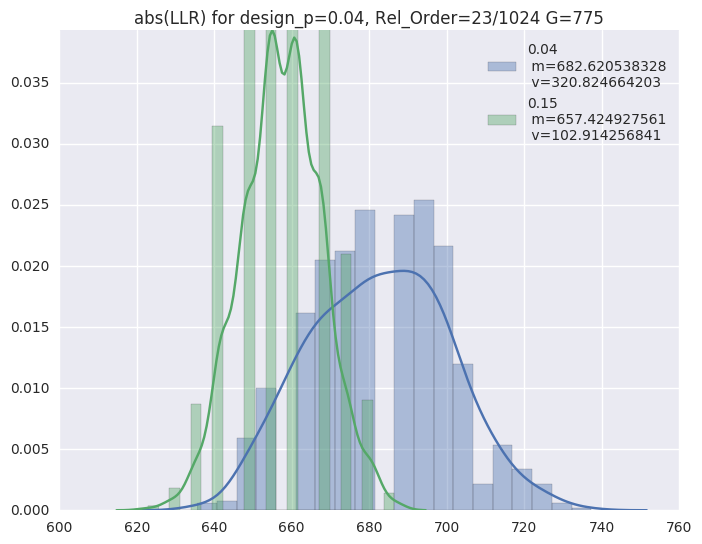 abs(LLR) for design_p=0.04, Rel_Order=23/1024 G=775
0.04
m=682.620538328
v=320.824664203
0.15
m=657.424927561
v=102.914256841
0.035
0.030
0.025
0.020
0.015
0.010
0.005
0.000
600 620 640 660 680 700 720 740 760